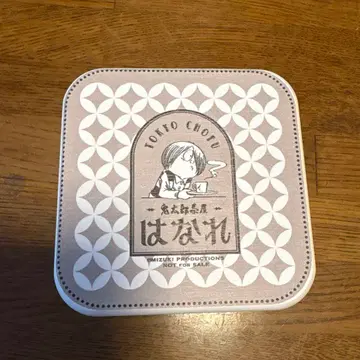 TOKYO CHOFU
鬼太郎茶屋
はなれ
©MIZUKI PRODUCTIONS
NOT FOR SALE